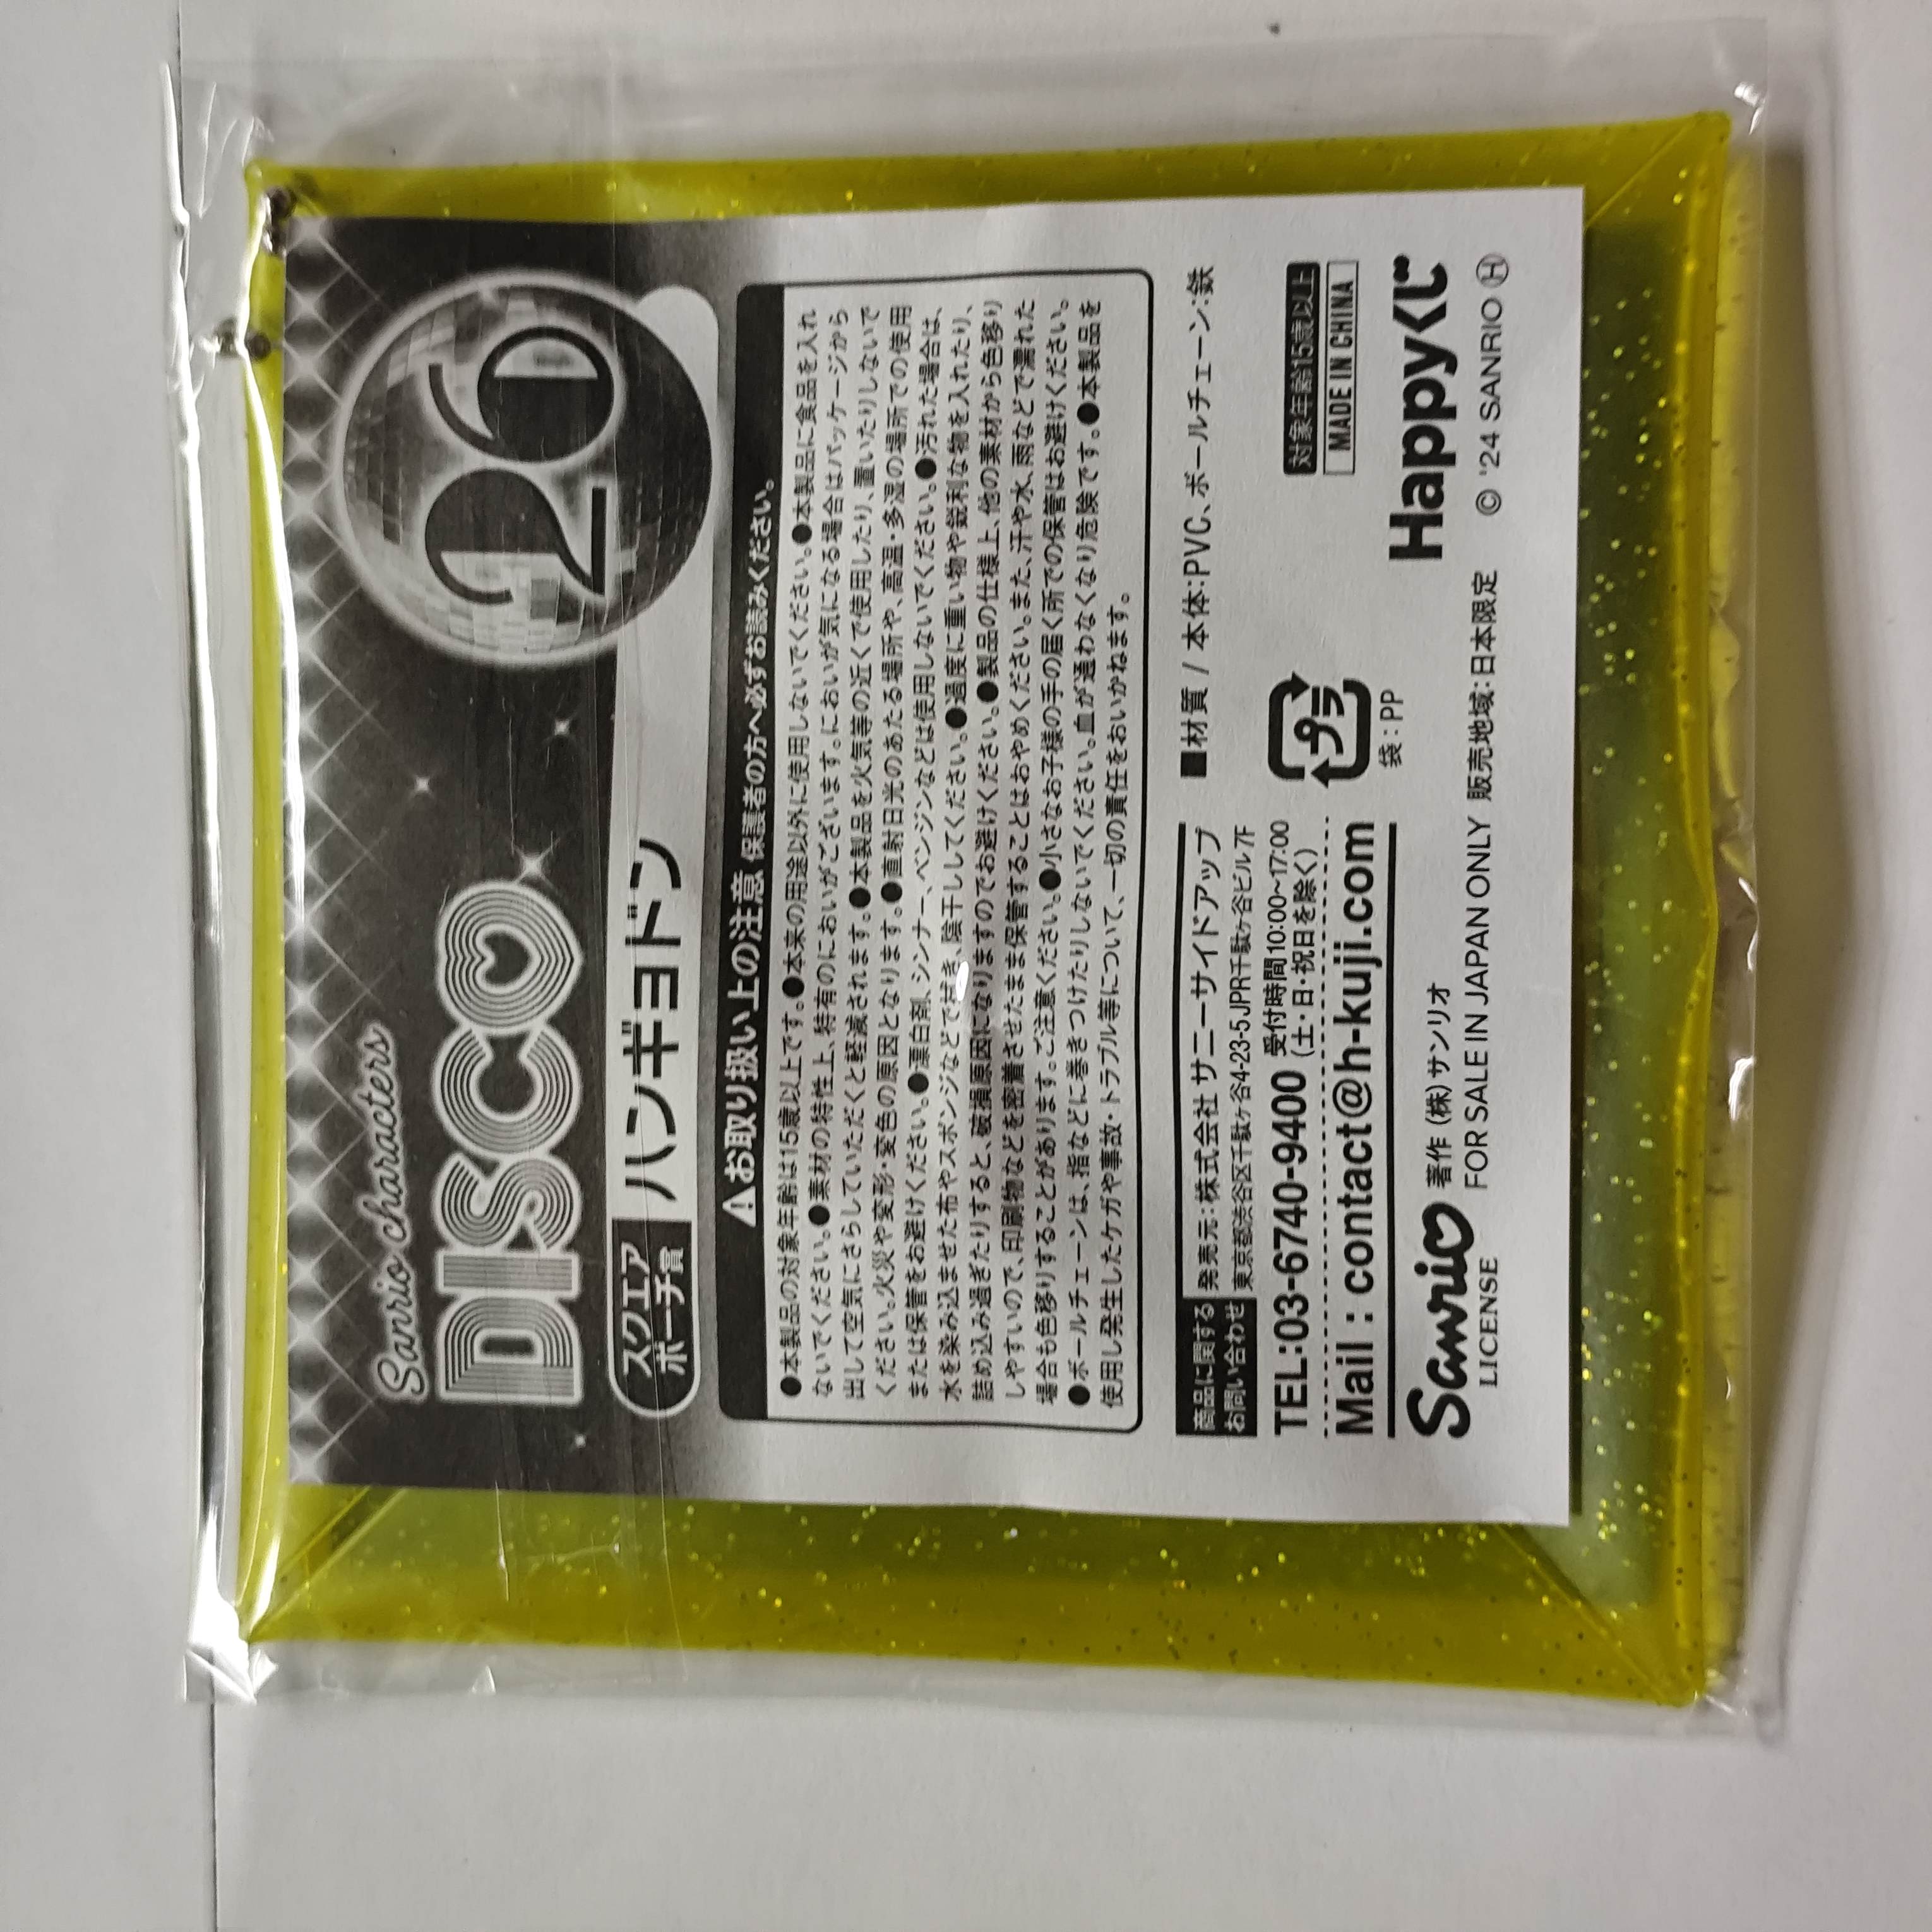 Sanrio characters
DISCO
26
スクエア
ポーチ賞
ハンギョドン
⚠お取り扱い上の注意 保護者の方へ必ずお読みください。
●本製品の対象年齢は15歳以上です。●本来の用途以外に使用しないでください。●本製品に食品を入れ
ないでください。●素材の特性上、特有のにおいがございます。においが気になる場合はパッケージから
出して空気にさらしていただくと軽減されます。●本製品を火気等の近くで使用したり、置いたりしないで
ください。火災や変形・変色の原因となります。●直射日光のあたる場所や、高温・多湿の場所での使用
または保管をお避けください。●漂白剤、シンナー、ベンジンなどは使用しないでください。●汚れた場合は、
水を染み込ませた布やスポンジなどで拭き、陰干ししてください。●過度に重い物や鋭利な物を入れたり、
詰め込み過ぎたりすると、破損原因になりますのでお避けください。●製品の仕様上、他の素材から色移り
しやすいので、印刷物などを密着させたまま保管することはおやめください。また、汗や水、雨などで濡れた
場合も色移りすることがあります。ご注意ください。●小さなお子様の手の届く所での保管はお避けください。
●ボールチェーンは、指などに巻きつけたりしないでください。血が通わなくなり危険です。●本製品を
使用し発生したケガや事故・トラブル等について、一切の責任をおいかねます。
商品に関する
お問い合わせ
発売元:株式会社 サニーサイドアップ
東京都渋谷区千駄ヶ谷4-23-5 JPR千駄ヶ谷ビル 7F
TEL:03-6740-9400 受付時間10:00~17:00
(土・日・祝日を除く)
Mail : contact@h-kuji.com
■材質 / 本体:PVC、ボールチェーン:鉄
プラ
袋:PP
対象年齢15歳以上
MADE IN CHINA
Happyくじ
Sanrio
LICENSE
著作 (株)サンリオ
FOR SALE IN JAPAN ONLY 販売地域:日本限定
© '24 SANRIO Ⓗ